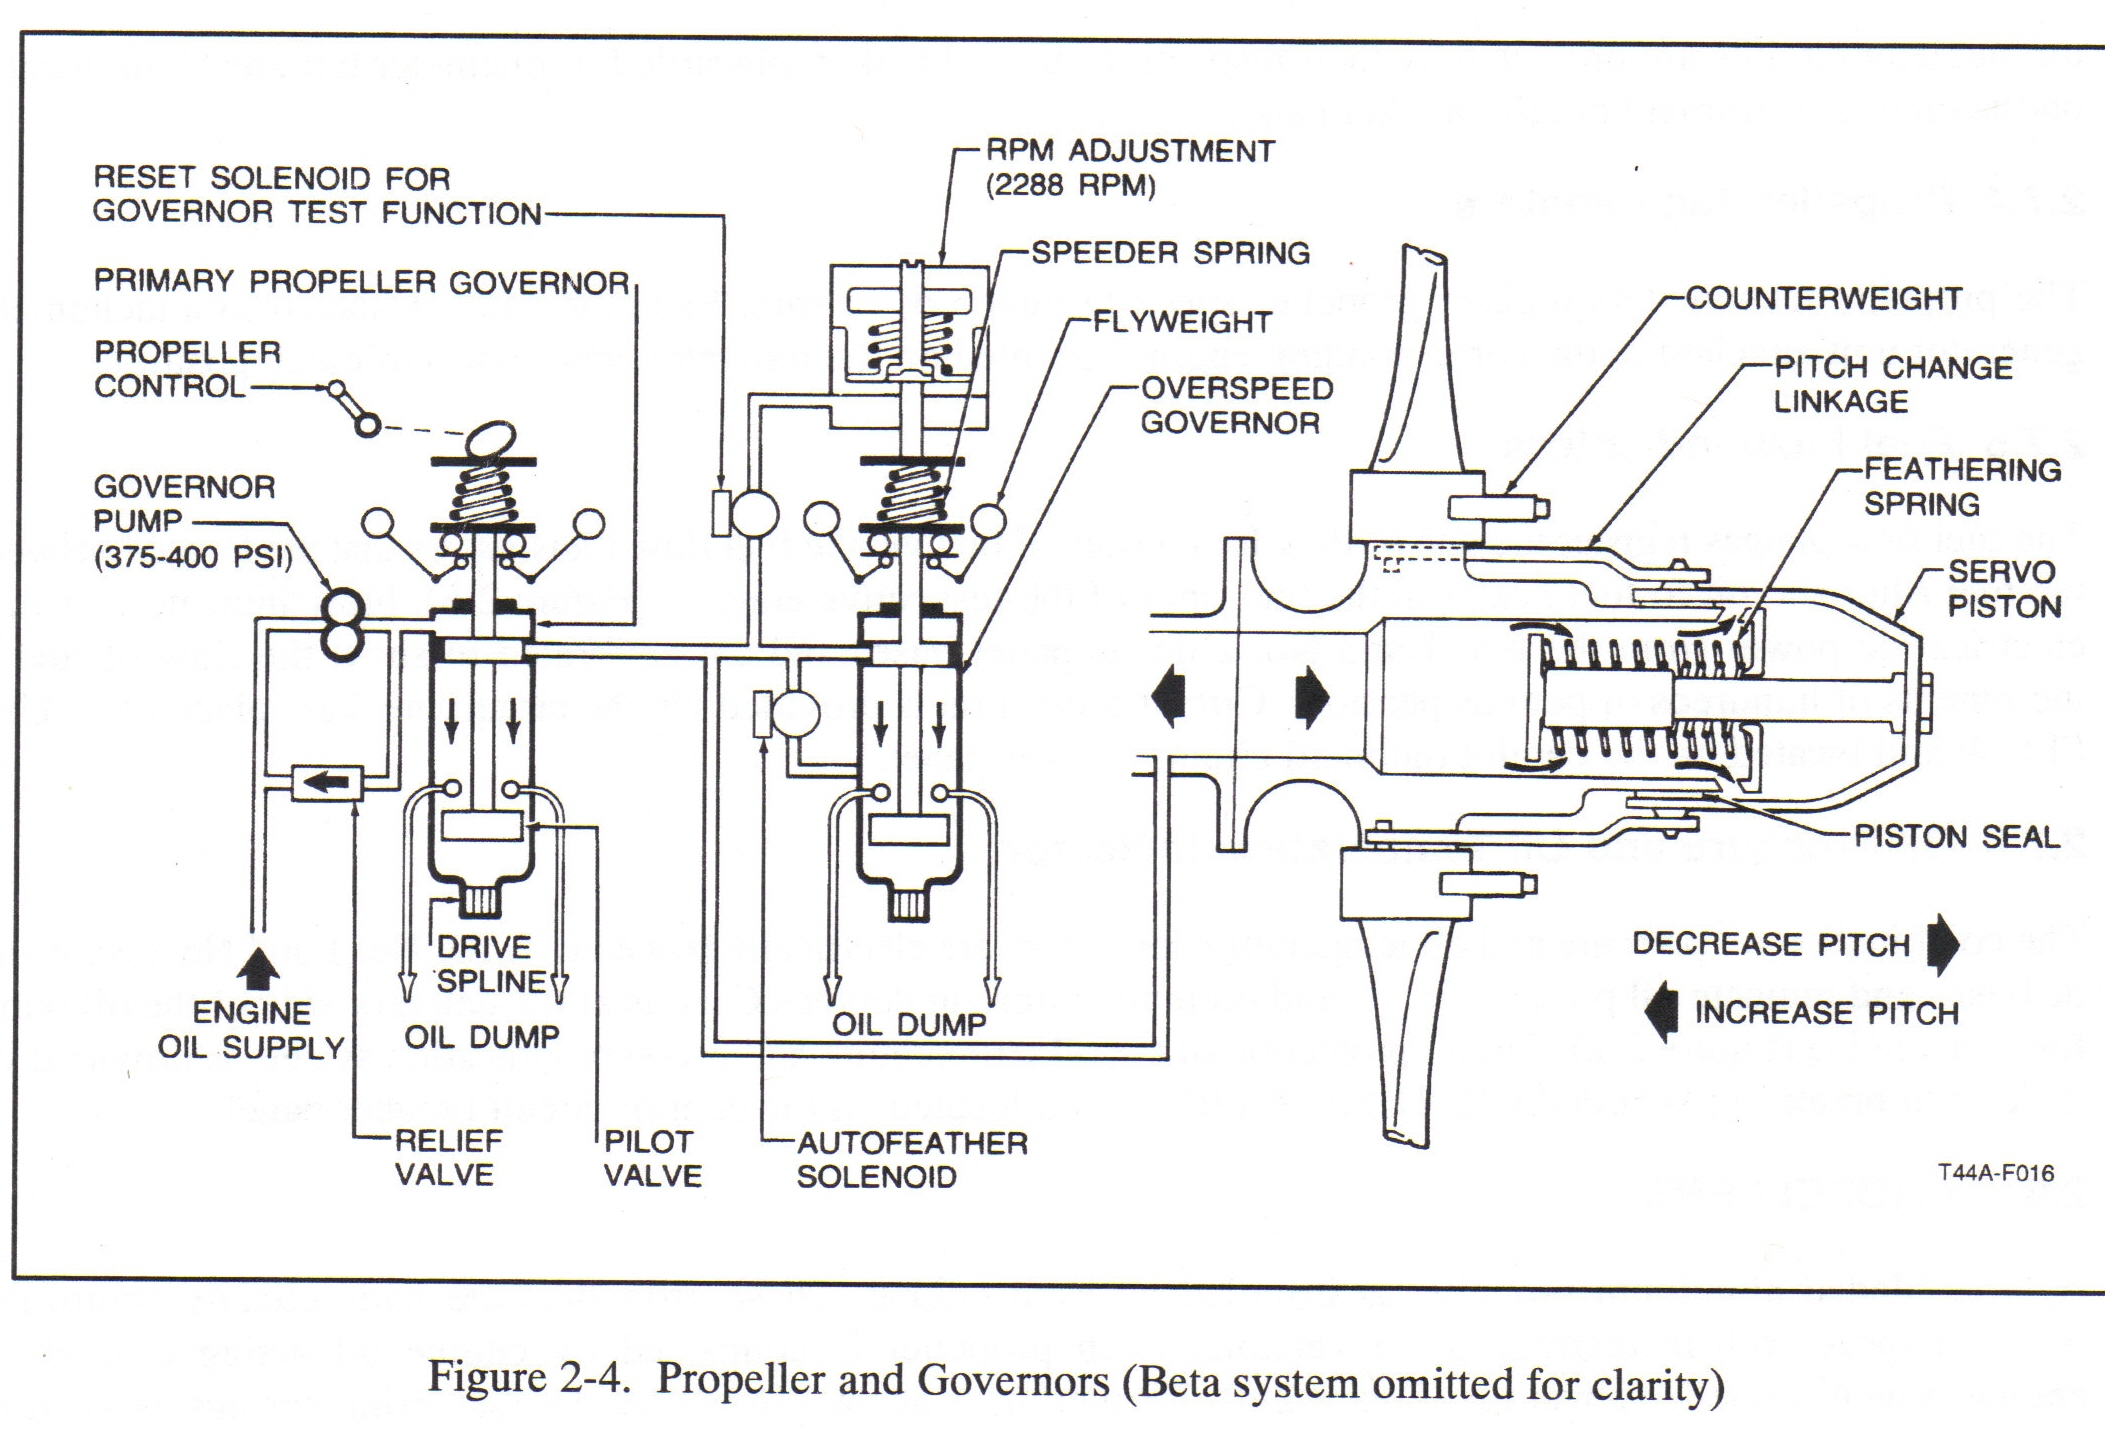 RPM ADJUSTMENT
(2288 RPM)
RESET SOLENOID FOR
GOVERNOR TEST FUNCTION
SPEEDER SPRING
PRIMARY PROPELLER GOVERNOR
COUNTERWEIGHT
FLYWEIGHT
PROPELLER
CONTROL
PITCH CHANGE
LINKAGE
OVERSPEED
GOVERNOR
FEATHERING
SPRING
GOVERNOR
PUMP
(375-400 PSI)
SERVO
PISTON
PISTON SEAL
DRIVE
SPLINE
DECREASE PITCH
INCREASE PITCH
ENGINE
OIL SUPPLY
OIL DUMP
OIL DUMP
RELIEF
VALVE
PILOT
VALVE
AUTOFEATHER
SOLENOID
T44A-F016
Figure 2-4. Propeller and Governors (Beta system omitted for clarity)